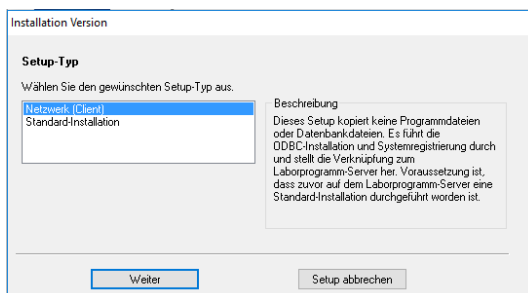 Installation Version
Setup-Typ
Wählen Sie den gewünschten Setup-Typ aus.
Netzwerk (Client)
Standard-Installation
Beschreibung
Dieses Setup kopiert keine Programmdateien
oder Datenbankdateien. Es führt die
ODBC-Installation und Systemregistrierung durch
und stellt die Verknüpfung zum
Laborprogramm-Server her. Voraussetzung ist,
dass zuvor auf dem Laborprogramm-Server eine
Standard-Installation durchgeführt worden ist.
Weiter
Setup abbrechen